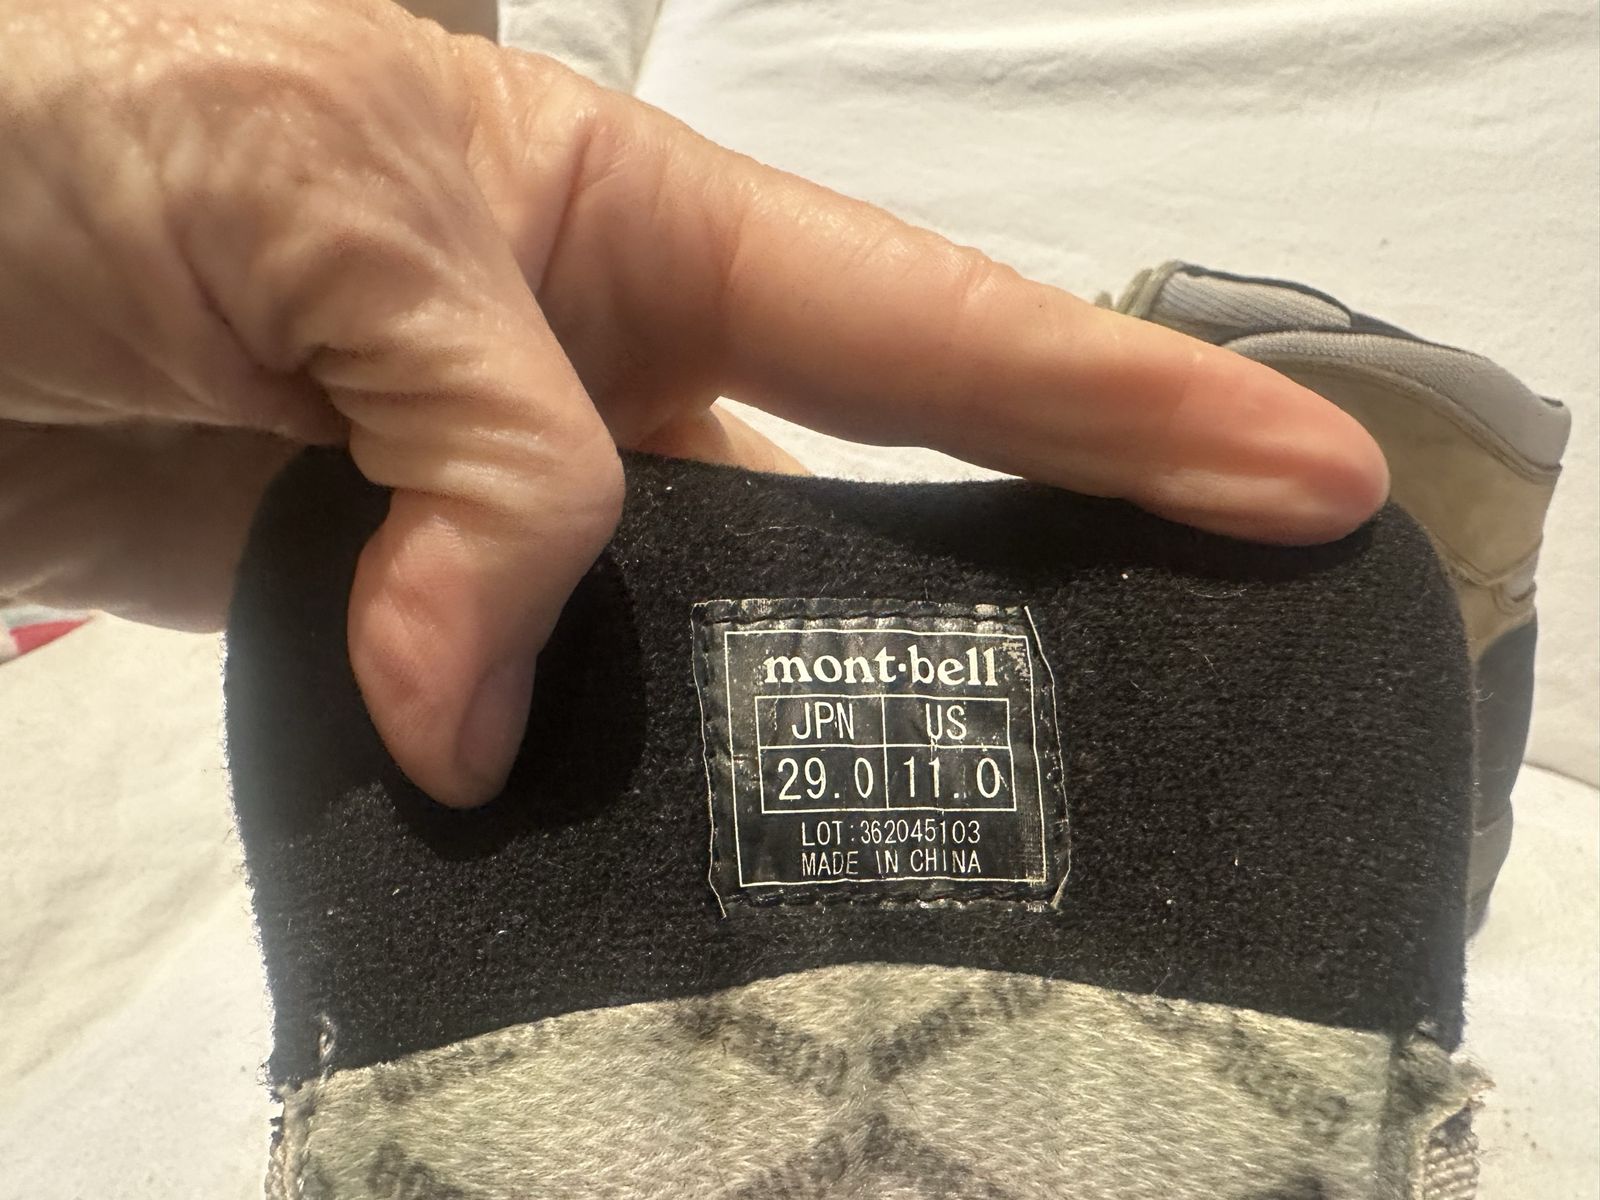 mont·bell
JPN US
29.0 11.0
LOT:362045103
MADE IN CHINA